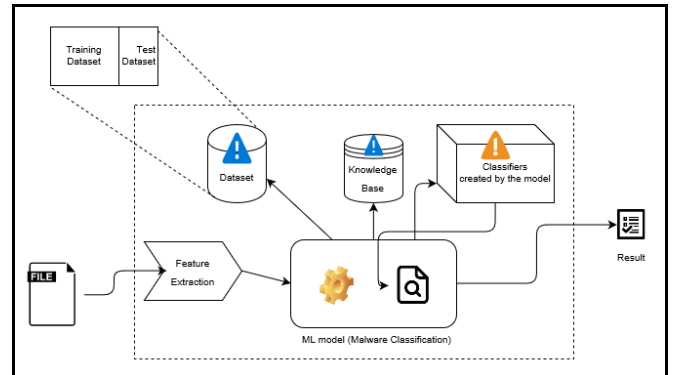 Training
Dataset
Test
Dataset
Dataset
Knowledge
Base
Classifiers
created by the model
Feature
Extraction
FILE
Result
ML model (Malware Classification)